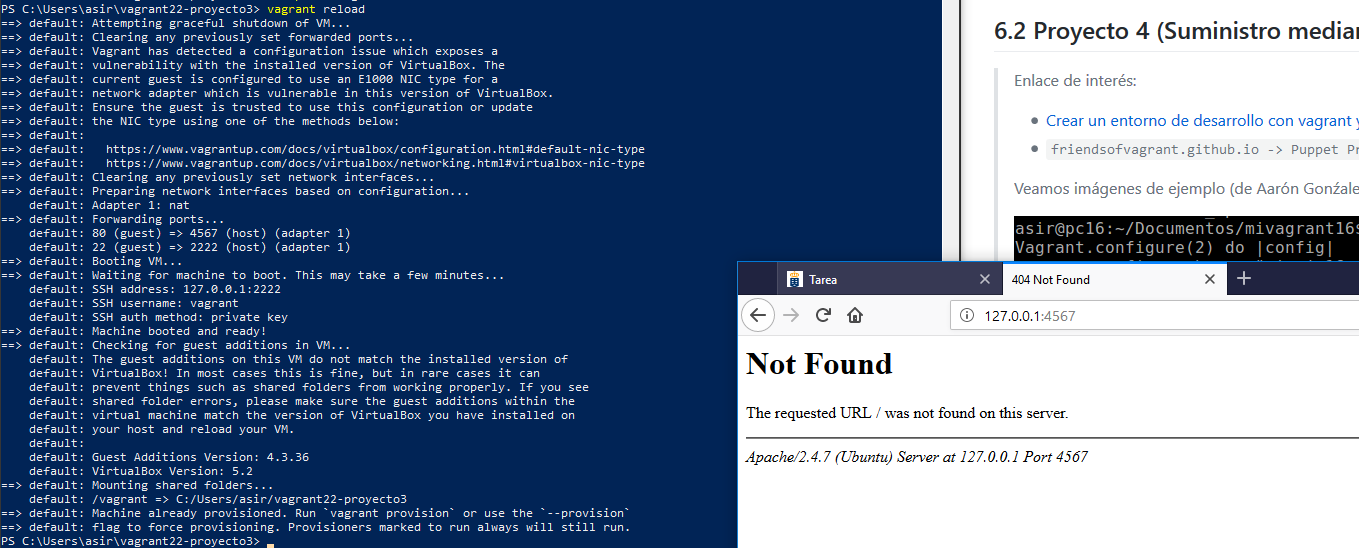 PS C:\Users\asir\vagrant22-proyecto3> vagrant reload
==> default: Attempting graceful shutdown of VM...
==> default: Clearing any previously set forwarded ports...
==> default: Vagrant has detected a configuration issue which exposes a
==> default: vulnerability with the installed version of VirtualBox. The
==> default: current guest is configured to use an E1000 NIC type for a
==> default: network adapter which is vulnerable in this version of VirtualBox.
==> default: Ensure the guest is trusted to use this configuration or update
==> default: the NIC type using one of the methods below:
==> default:
==> default:   https://www.vagrantup.com/docs/virtualbox/configuration.html#default-nic-type
==> default:   https://www.vagrantup.com/docs/virtualbox/networking.html#virtualbox-nic-type
==> default: Clearing any previously set network interfaces...
==> default: Preparing network interfaces based on configuration...
    default: Adapter 1: nat
==> default: Forwarding ports...
    default: 80 (guest) => 4567 (host) (adapter 1)
    default: 22 (guest) => 2222 (host) (adapter 1)
==> default: Booting VM...
==> default: Waiting for machine to boot. This may take a few minutes...
    default: SSH address: 127.0.0.1:2222
    default: SSH username: vagrant
    default: SSH auth method: private key
==> default: Machine booted and ready!
==> default: Checking for guest additions in VM...
    default: The guest additions on this VM do not match the installed version of
    default: VirtualBox! In most cases this is fine, but in rare cases it can
    default: prevent things such as shared folders from working properly. If you see
    default: shared folder errors, please make sure the guest additions within the
    default: virtual machine match the version of VirtualBox you have installed on
    default: your host and reload your VM.
    default:
    default: Guest Additions Version: 4.3.36
    default: VirtualBox Version: 5.2
==> default: Mounting shared folders...
    default: /vagrant => C:/Users/asir/vagrant22-proyecto3
==> default: Machine already provisioned. Run `vagrant provision` or use the `--provision`
==> default: flag to force provisioning. Provisioners marked to run always will still run.
PS C:\Users\asir\vagrant22-proyecto3>
6.2 Proyecto 4 (Suministro median
Enlace de interés:
Crear un entorno de desarrollo con vagrant y
friendsofvagrant.github.io -> Puppet Pr
Veamos imágenes de ejemplo (de Aarón Gonźale
asir@pc16:~/Documentos/mivagrant16s
Vagrant.configure(2) do |config|
Tarea
404 Not Found
127.0.0.1:4567
Not Found
The requested URL / was not found on this server.
Apache/2.4.7 (Ubuntu) Server at 127.0.0.1 Port 4567